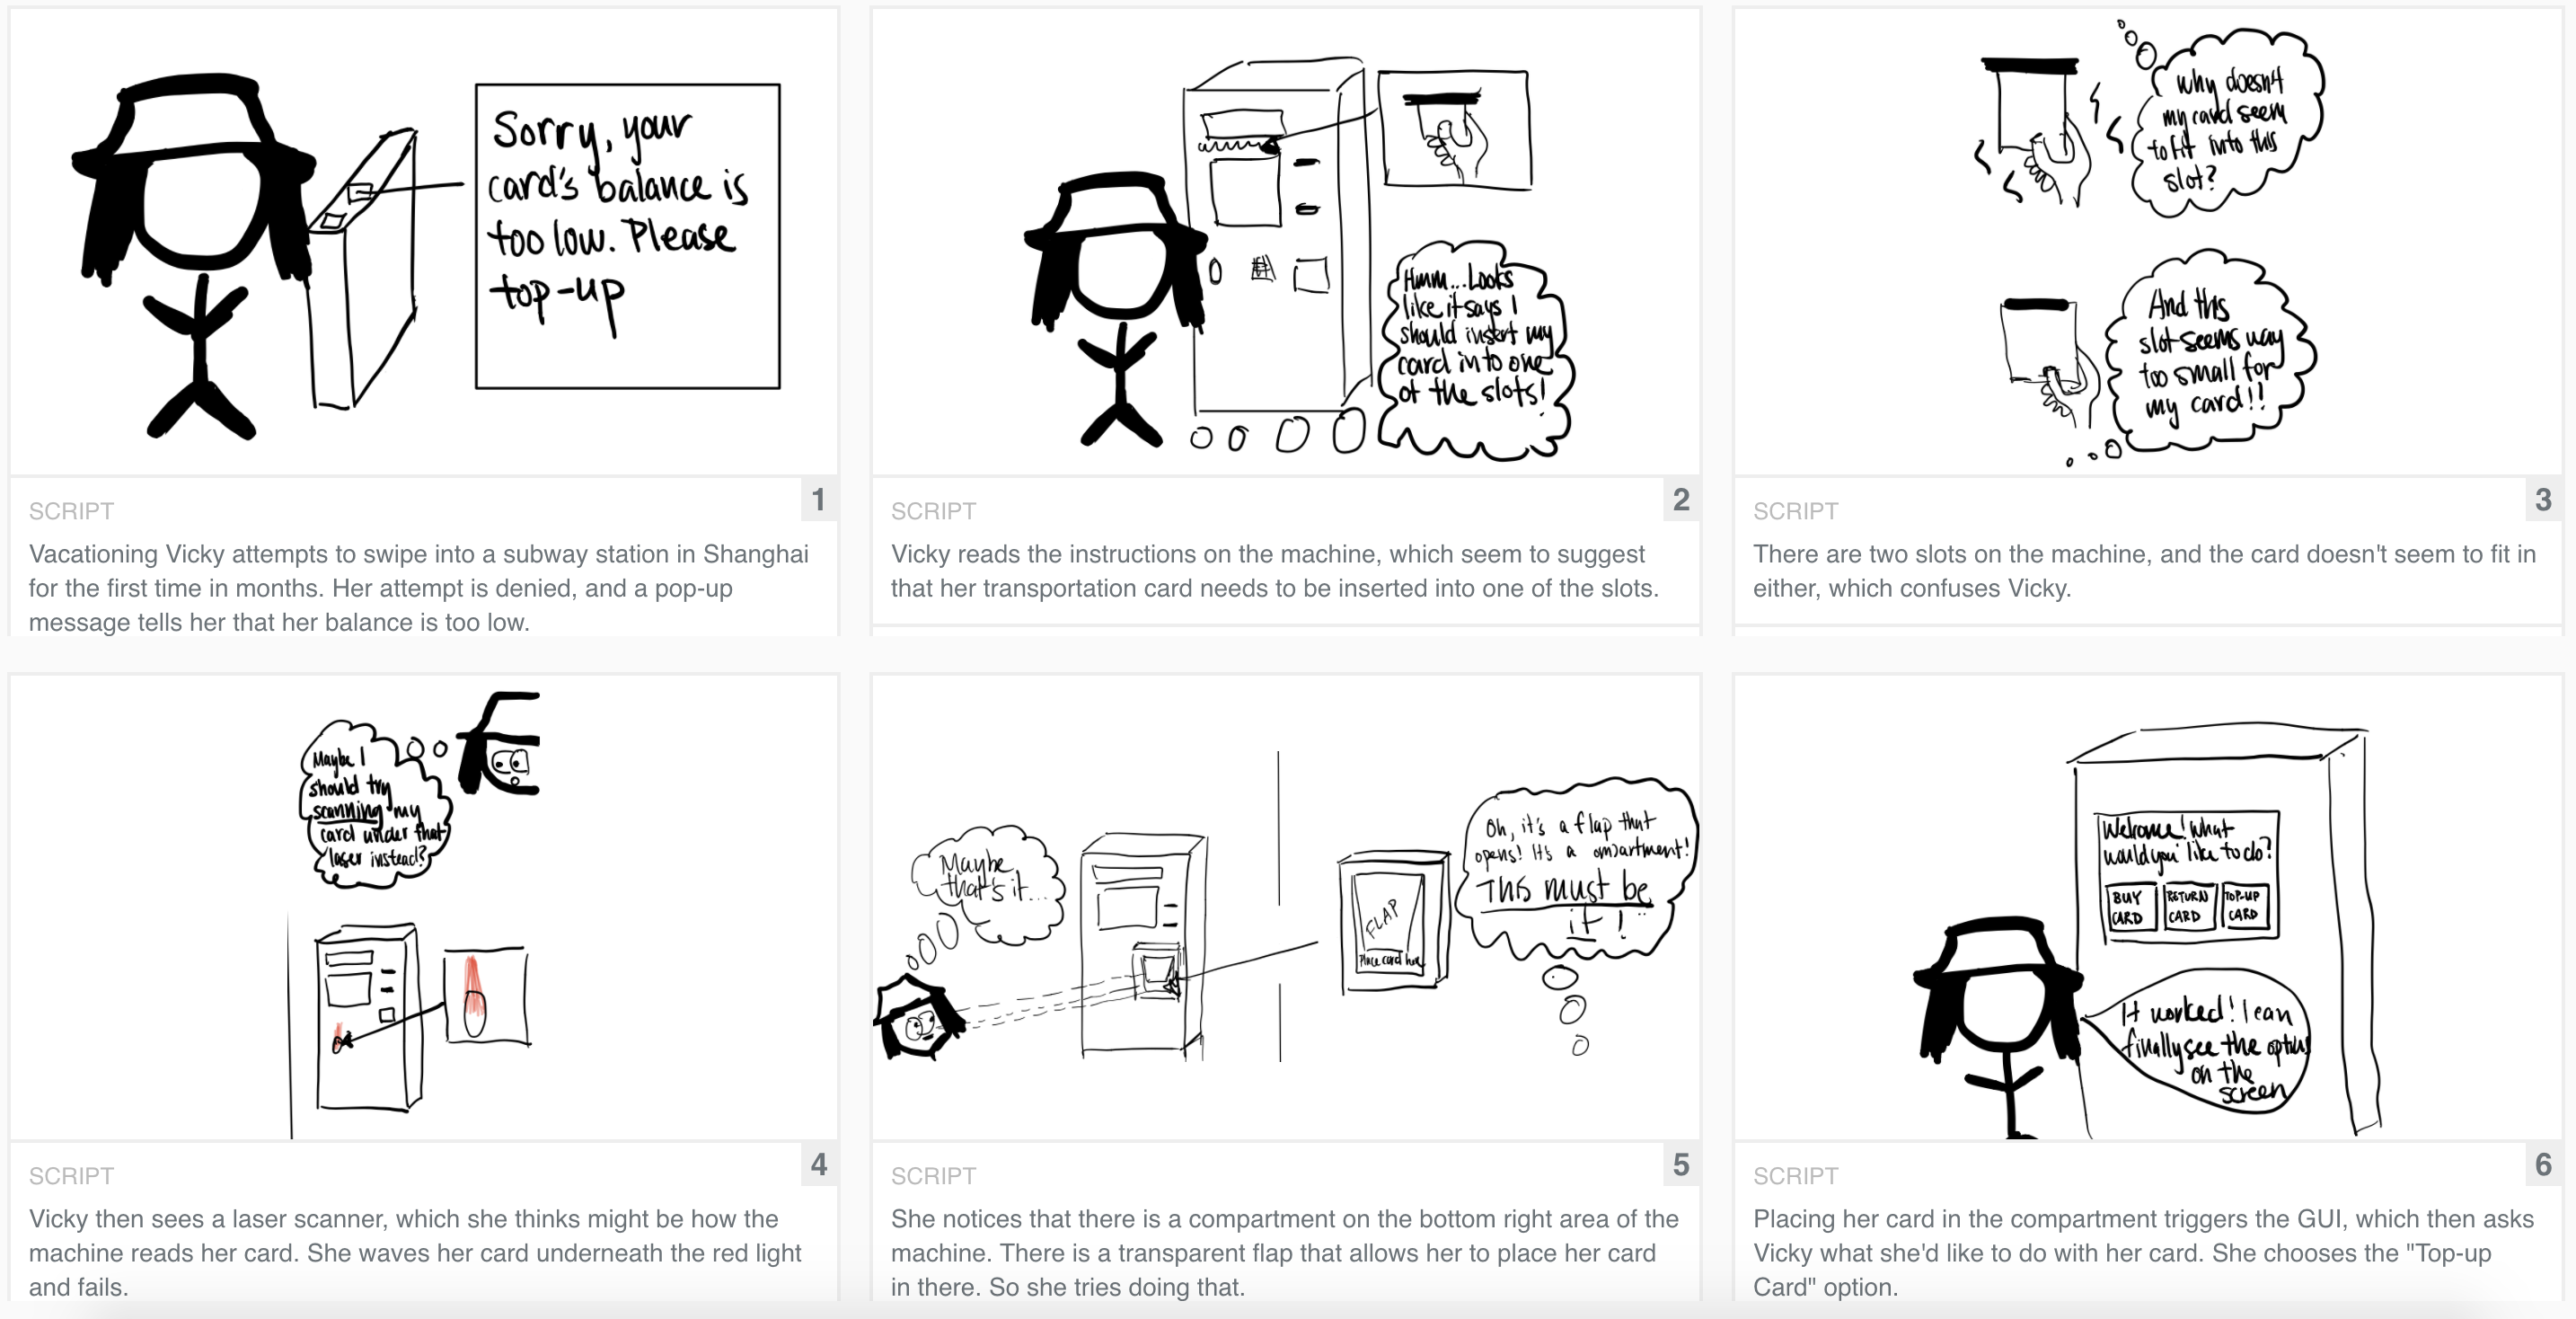 Sorry, your
card's balance is
too low. Please
top-up
1
SCRIPT
Vacationing Vicky attempts to swipe into a subway station in Shanghai
for the first time in months. Her attempt is denied, and a pop-up
message tells her that her balance is too low.
Hmm...Looks
like it says I
should insert my
card into one
of the slots!
2
SCRIPT
Vicky reads the instructions on the machine, which seem to suggest
that her transportation card needs to be inserted into one of the slots.
Why doesn't
my card seem
to fit into this
slot?
And this
slot seems way
too small for
my card!!
3
SCRIPT
There are two slots on the machine, and the card doesn't seem to fit in
either, which confuses Vicky.
Maybe I
should try
scanning my
card under that
laser instead?
4
SCRIPT
Vicky then sees a laser scanner, which she thinks might be how the
machine reads her card. She waves her card underneath the red light
and fails.
Maybe
that's it...
FLAP
Place card here
Oh, it's a flap that
opens! It's a ompartment!
This must be
it!
5
SCRIPT
She notices that there is a compartment on the bottom right area of the
machine. There is a transparent flap that allows her to place her card
in there. So she tries doing that.
Welcome! What
would you like to do?
BUY
CARD
RETURN
CARD
TOP-UP
CARD
It worked! I can
finally see the options
on the
screen
6
SCRIPT
Placing her card in the compartment triggers the GUI, which then asks
Vicky what she'd like to do with her card. She chooses the "Top-up
Card" option.